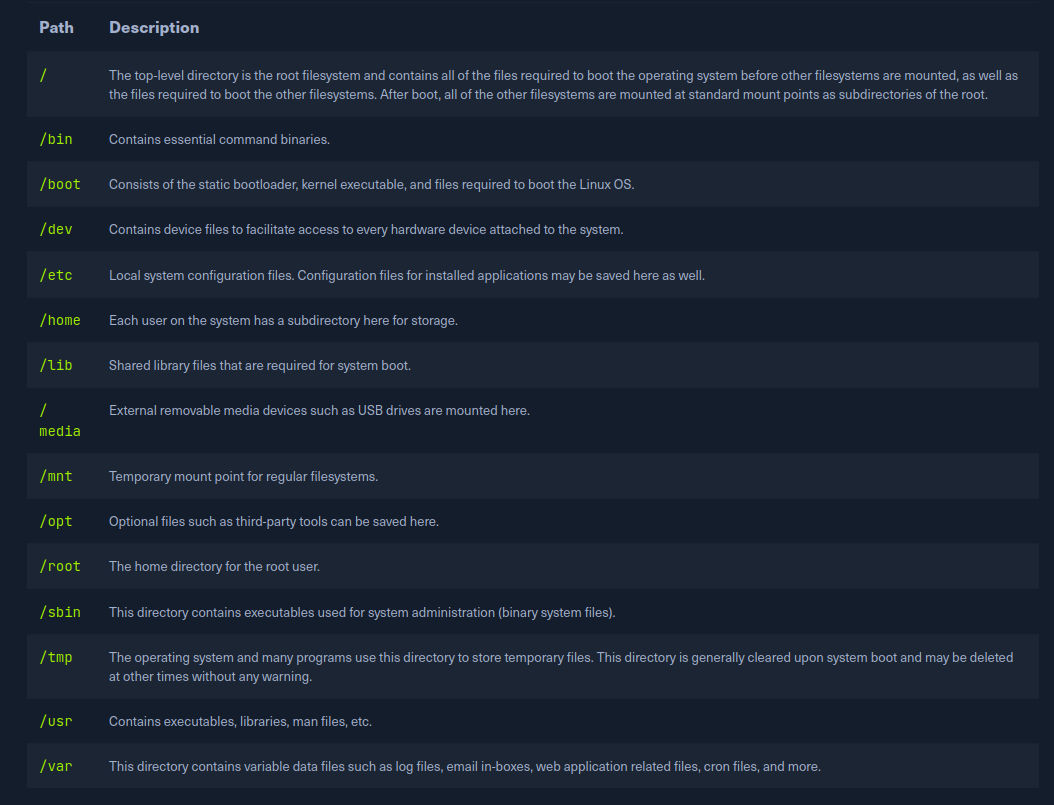 Path Description
/ The top-level directory is the root filesystem and contains all of the files required to boot the operating system before other filesystems are mounted, as well as
the files required to boot the other filesystems. After boot, all of the other filesystems are mounted at standard mount points as subdirectories of the root.
/bin Contains essential command binaries.
/boot Consists of the static bootloader, kernel executable, and files required to boot the Linux OS.
/dev Contains device files to facilitate access to every hardware device attached to the system.
/etc Local system configuration files. Configuration files for installed applications may be saved here as well.
/home Each user on the system has a subdirectory here for storage.
/lib Shared library files that are required for system boot.
/ External removable media devices such as USB drives are mounted here.
media
/mnt Temporary mount point for regular filesystems.
/opt Optional files such as third-party tools can be saved here.
/root The home directory for the root user.
/sbin This directory contains executables used for system administration (binary system files).
/tmp The operating system and many programs use this directory to store temporary files. This directory is generally cleared upon system boot and may be deleted
at other times without any warning.
/usr Contains executables, libraries, man files, etc.
/var This directory contains variable data files such as log files, email in-boxes, web application related files, cron files, and more.